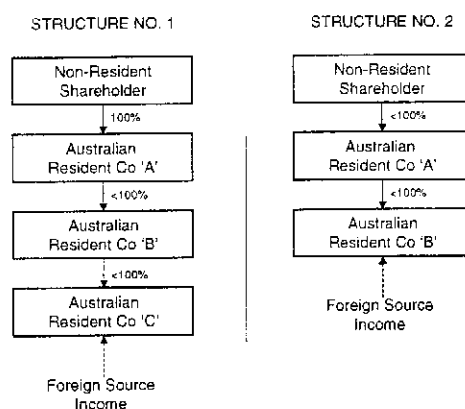 STRUCTURE NO. 1
Non-Resident
Shareholder
100%
Australian
Resident Co 'A'
<100%
Australian
Resident Co 'B'
<100%
Australian
Resident Co 'C'
Foreign Source
Income
STRUCTURE NO. 2
Non-Resident
Shareholder
<100%
Australian
Resident Co 'A'
<100%
Australian
Resident Co 'B'
Foreign Source
Income